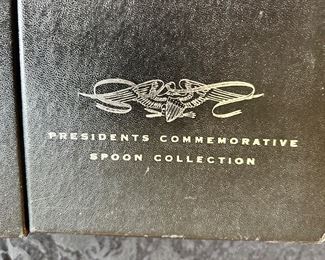 PRESIDENTS COMMEMORATIVE
SPOON COLLECTION